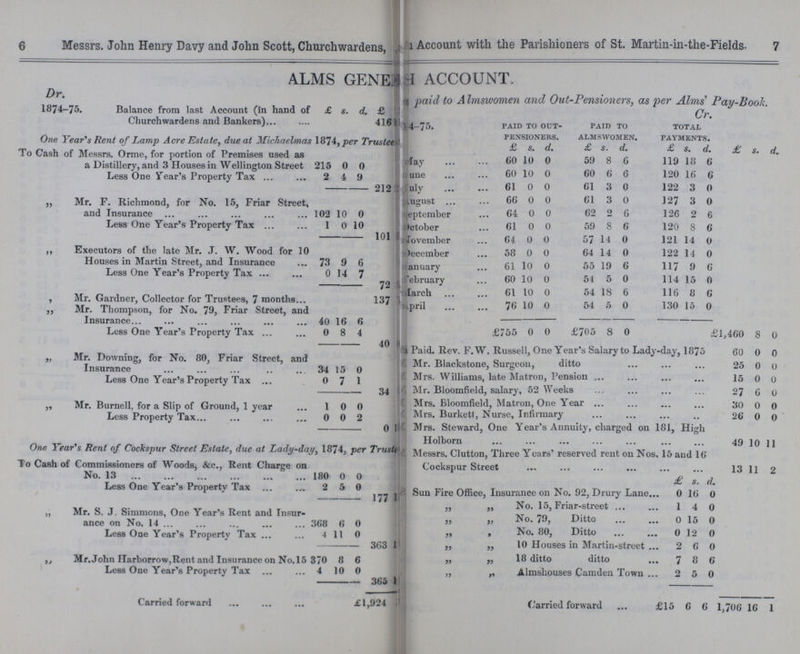 6 Messrs. John Henry Davy and John Scott, Churchwardens,
ALMS GENE
Dr.
1874-75. Balance from last Account (in hand of £ s. d. £
Churchwardens and Bankers)... ... 416
One Year's Rent of Lamp Acre Estate, due at Michaelmas 1874, per Trustee
To Cash of Messrs. Orme, for portion of Premises used as
a Distillery, and 3 Houses in Wellington Street 215 0 0
Less One Year's Property Tax ... ... 2 4 9
212
„ Mr. F. Richmond, for No. 15, Friar Street,
and Insurance ... ... ... ... ... 102 10 0
Less One Year's Property Tax ... ... 1 0 10
101
„ Executors of the late Mr. J. W. Wood for 10
Houses in Martin Street, and Insurance ... 73 9 6
Less One Year's Property Tax ... ... 0 14 7
72
, Mr. Gardner, Collector for Trustees, 7 months... 137
„ Mr. Thompson, for No. 79, Friar Street, and
Insurance... ... ... ... ... ... 40 16 6
Less One Year's Property Tax ... ... 0 8 4
40
„ Mr. Downing, for No. 80, Friar Street, and
Insurance ... ... ... ... ... 34 15 0
Less One Year's Property Tax ... 0 7 1
34
„ Mr. Burnell, for a Slip of Ground, 1 year ... 1 0 0
Less Property Tax... ... ... ... 0 0 2
0
One Year's Rent of Cockspur Street Estate, due at Lady-day, 1874, per Trust
To Cash of Commissioners of Woods, &c., Rent Charge on
No. 13 ... ... ... ... ... ... 180 0 0
Less One Year's Property Tax ... ... 2 5 0
177
„ Mr. S. J. Simmons, One Year's Rent and Insur-
ance on No. 14 ... ... ... ... ... 368 6 0
Less One Year's Property Tax ... ... 4 11 0
363
„ Mr. John Harborrow, Rent and Insurance on No. 15 370 8 6
Less One Year's Property Tax ... ... 4 10 0
365
Carried forward ... ... ... £1,924
Account with the Parishioners of St. Martin-in-the-Fields. 7
H ACCOUNT.
paid to Almswomen and Out-Pensioners, as per Alms' Pay-Book.
Cr.
4-75. PAID TO OUT- PAID TO TOTAL
PENSIONERS. ALMSWOMEN. PAYMENTS.
£ s. d. £ s. d. £ s. d. £ s. d.
May ... ... 60 10 0 59 8 6 119 18 6
une ... ... 60 10 0 60 6 6 120 16 6
uly ... ... 61 0 0 61 3 0 122 3 0
ugust ... ... 66 0 0 61 3 0 127 3 0
eptember ... 64 0 0 62 2 6 126 2 6
ctober ... 61 0 0 59 8 6 120 8 6
November ... 64 0 0 57 14 0 121 14 0
December ... 58 0 0 64 14 0 122 14 0
anuary ... 61 10 0 55 19 6 117 9 6
ebruary ... 60 10 0 54 5 0 114 15 0
March ... ... 61 10 0 54 18 6 116 8 6
pril ... ... 76 10 0 54 5 0 130 15 0
£755 0 0 £705 8 0 £1,460 8 0
Paid. Rev. F.W. Russell, One Year's Salary to Lady-day, 1875 60 0 0
Mr. Blackstone, Surgeon, ditto ... ... ... 25 0 0
Mrs. Williams, late Matron, Pension ... ... ... ... 15 0 0
Mr. Bloomfield, salary, 52 Weeks ... ... ... ... 27 6 0
Mrs. Bloomfield, Matron, One Year ... ... ... ... 30 0 0
Mrs. Burkett, Nurse, Infirmary ... ... ... ... 26 0 0
Mrs. Steward, One Year's Annuity, charged on 181, High
Holborn ... ... ... ... ... ... ... 49 10 11
Messrs. Clutton, Three Years' reserved rent on Nos. 15 and 16
Cockspur Street ... ... ... ... ... ... 13 11 2
£ s. d.
Sun Fire Office, Insurance on No. 92, Drury Lane... 0 16 0
„ „ No. 15, Friar-street ... ... 1 4 0
„ „ No. 79, Ditto ... ... 0 15 0
„ , No. 80, Ditto ... ... 0 12 0
„ „ 10 Houses in Martin-street ... 2 6 0
„ „ 18 ditto ditto ... 7 8 6
„ „ Almshouses Camden Town ... 2 5 0
Carried forward ... £15 6 6 1,706 16 1